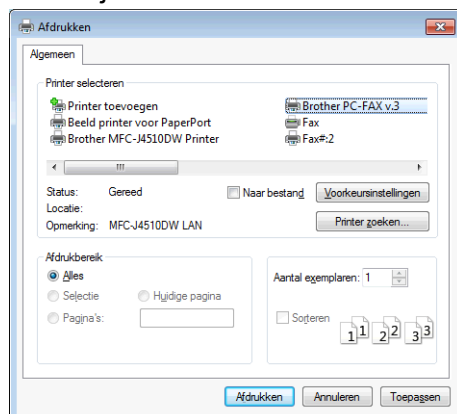 Afdrukken
Algemeen
Printer selecteren
Printer toevoegen
Beeld printer voor PaperPort
Brother MFC-J4510DW Printer
Brother PC-FAX v.3
Fax
Fax#:2
Status: Gereed
Naar bestand
Voorkeursinstellingen
Locatie:
Opmerking: MFC-J4510DW LAN
Printer zoeken...
Afdrukbereik
Alles
Selectie
Huidige pagina
Pagina's:
Aantal exemplaren: 1
Sorteren
1 1 2 2 3 3
Afdrukken Annuleren Toepassen